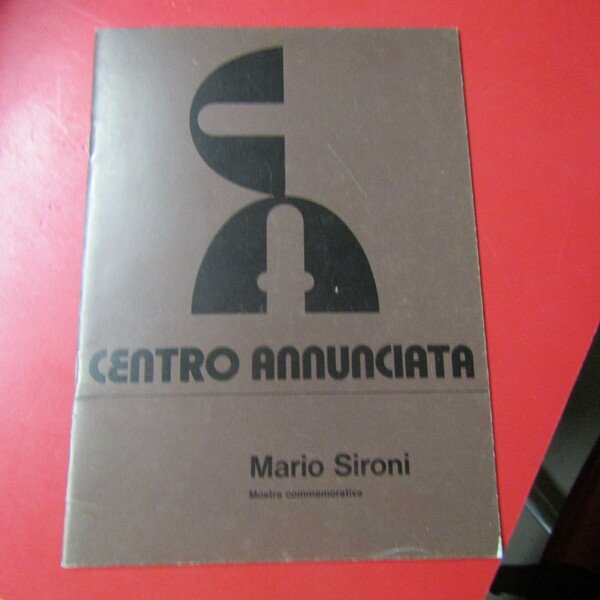 CENTRO ANNUNCIATA
Mario Sironi
Mostra commemorativa